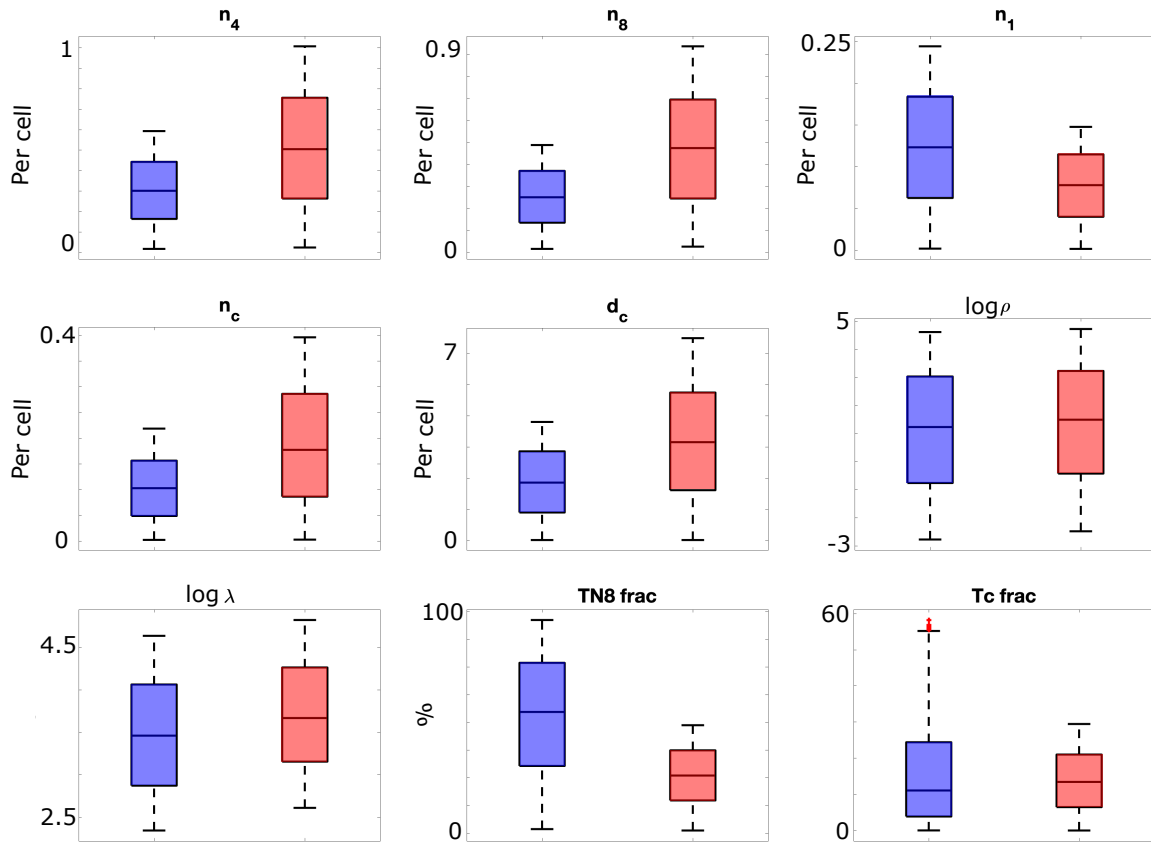 n4
1
Per cell
0
n8
0.9
Per cell
0
n1
0.25
Per cell
0
nc
0.4
Per cell
0
dc
7
Per cell
0
log ρ
5
-3
log λ
4.5
2.5
TN8 frac
100
%
0
Tc frac
60
0